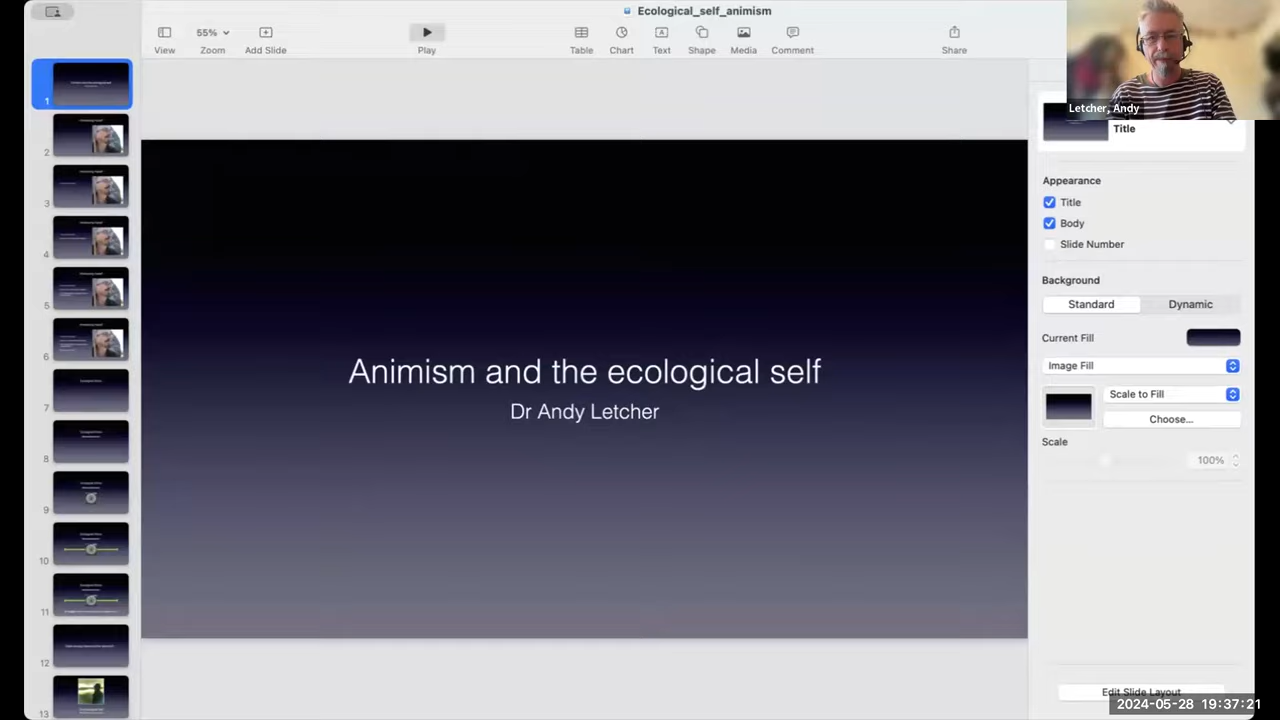 Ecological_self_animism
55%
View
Zoom
Add Slide
Play
Table
Chart
Text
Shape
Media
Comment
Share
Letcher, Andy
Title
Appearance
Title
Body
Slide Number
Background
Standard
Dynamic
Current Fill
Image Fill
Scale to Fill
Choose...
Scale
100%
Edit Slide Layout
2024-05-28 19:37:21
Animism and the ecological self
Dr Andy Letcher
1
2
3
4
5
6
7
8
9
10
11
12
13